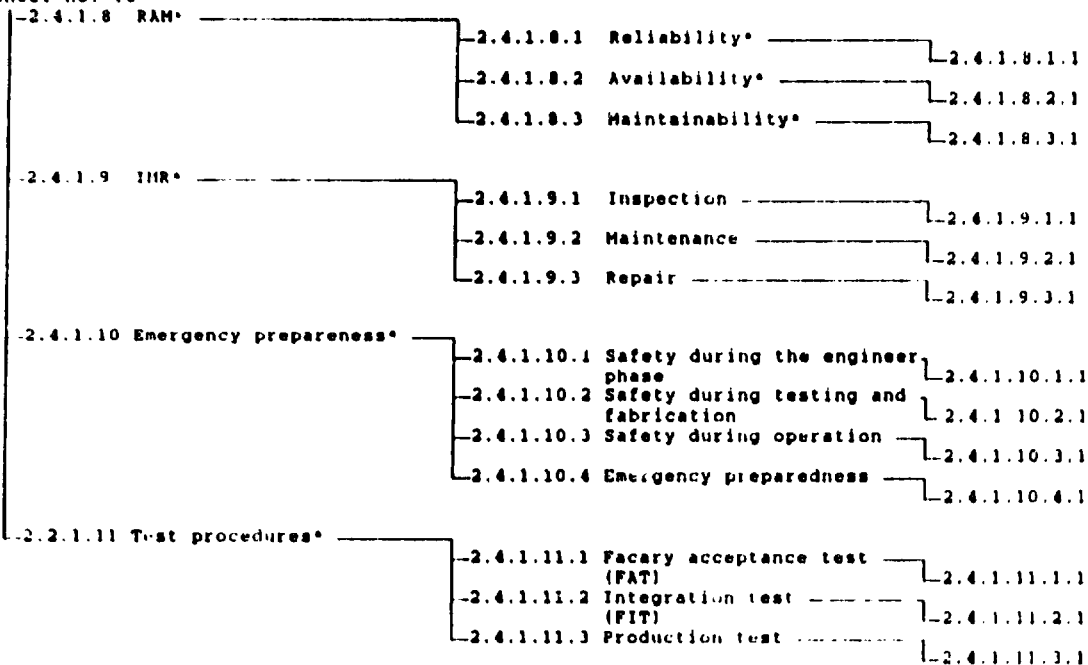 2.4.1.8 RAM*
2.4.1.8.1 Reliability*
2.4.1.8.1.1
2.4.1.8.2 Availability*
2.4.1.8.2.1
2.4.1.8.3 Maintainability*
2.4.1.8.3.1
2.4.1.9 IMR*
2.4.1.9.1 Inspection
2.4.1.9.1.1
2.4.1.9.2 Maintenance
2.4.1.9.2.1
2.4.1.9.3 Repair
2.4.1.9.3.1
2.4.1.10 Emergency prepareness*
2.4.1.10.1 Safety during the engineer
phase
2.4.1.10.1.1
2.4.1.10.2 Safety during testing and
fabrication
2.4.1 10.2.1
2.4.1.10.3 Safety during operation
2.4.1.10.3.1
2.4.1.10.4 Emergency preparedness
2.4.1.10.4.1
2.2.1.11 Test procedures*
2.4.1.11.1 Facary acceptance test
(FAT)
2.4.1.11.1.1
2.4.1.11.2 Integration test
(FIT)
2.4.1.11.2.1
2.4.1.11.3 Production test
2.4.1.11.3.1